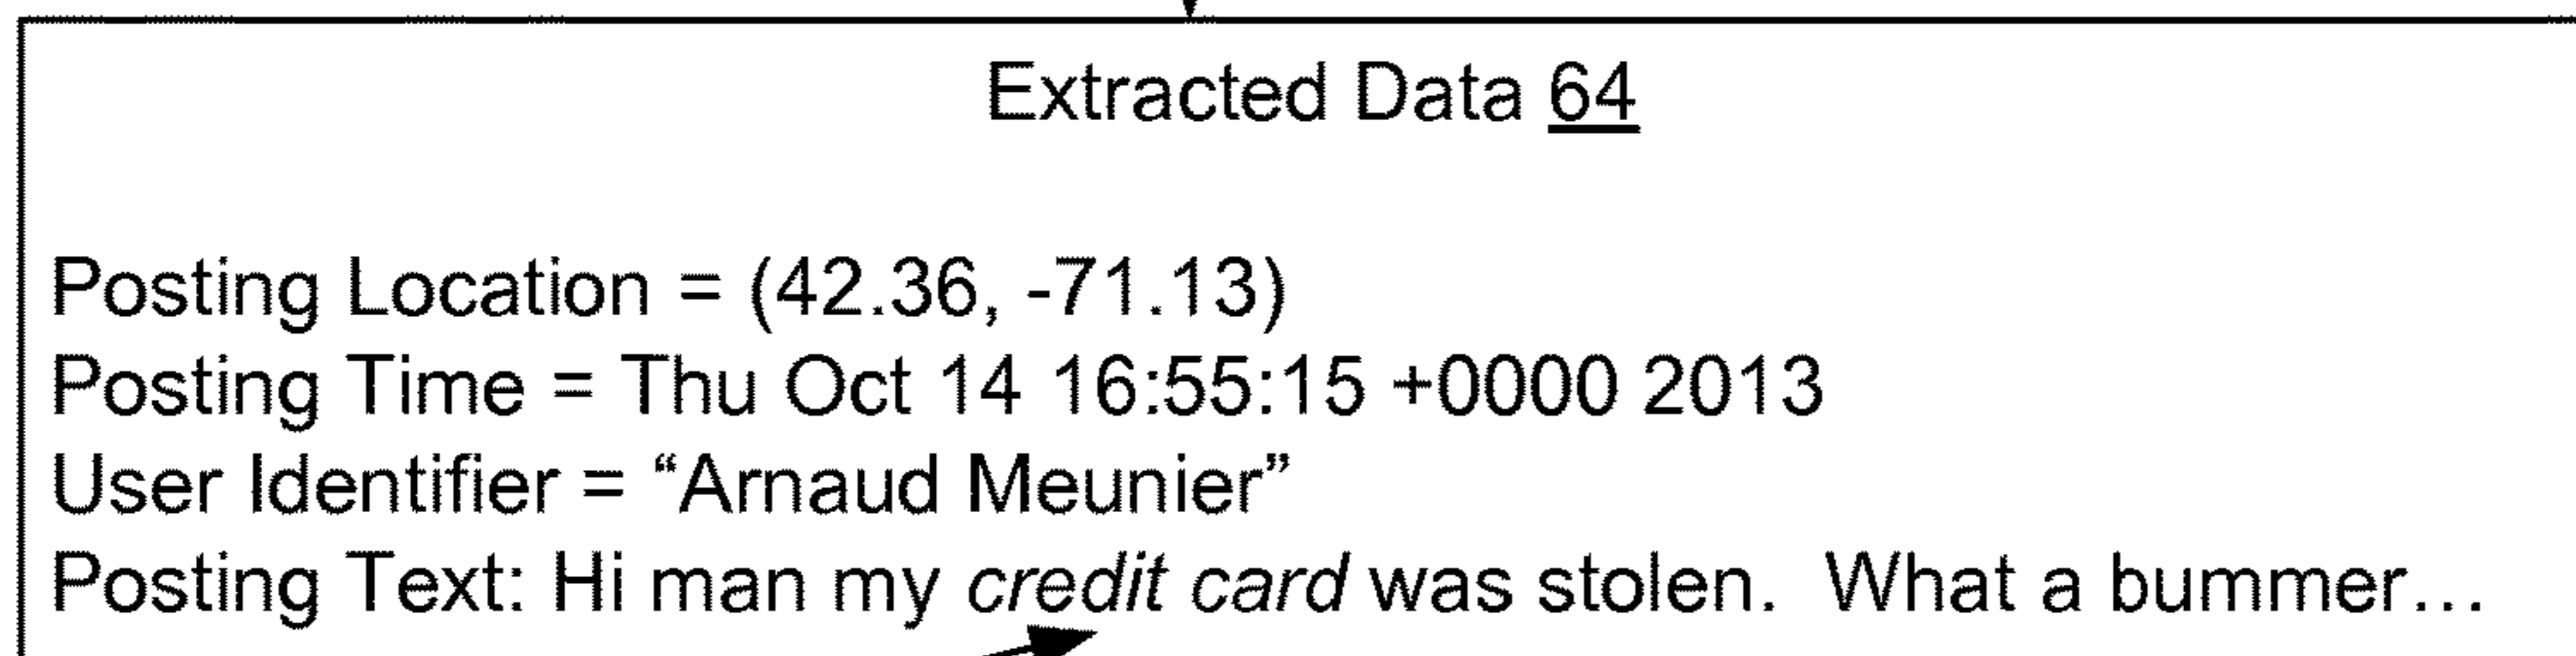 Extracted Data 64
Posting Location = (42.36, -71.13)
Posting Time = Thu Oct 14 16:55:15 +0000 2013
User Identifier = “Arnaud Meunier”
Posting Text: Hi man my credit card was stolen.  What a bummer...